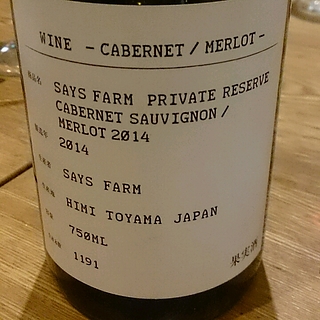 WINE - CABERNET / MERLOT -
SAYS FARM PRIVATE RESERVE
CABERNET SAUVIGNON /
MERLOT 2014
2014
SAYS FARM
HIMI TOYAMA JAPAN
750ML
1191
果実酒